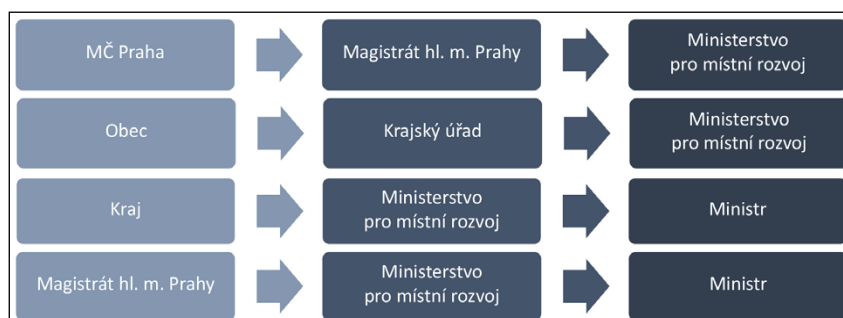 MČ Praha
Magistrát hl. m. Prahy
Ministerstvo
pro místní rozvoj
Obec
Krajský úřad
Ministerstvo
pro místní rozvoj
Kraj
Ministerstvo
pro místní rozvoj
Ministr
Magistrát hl. m. Prahy
Ministerstvo
pro místní rozvoj
Ministr